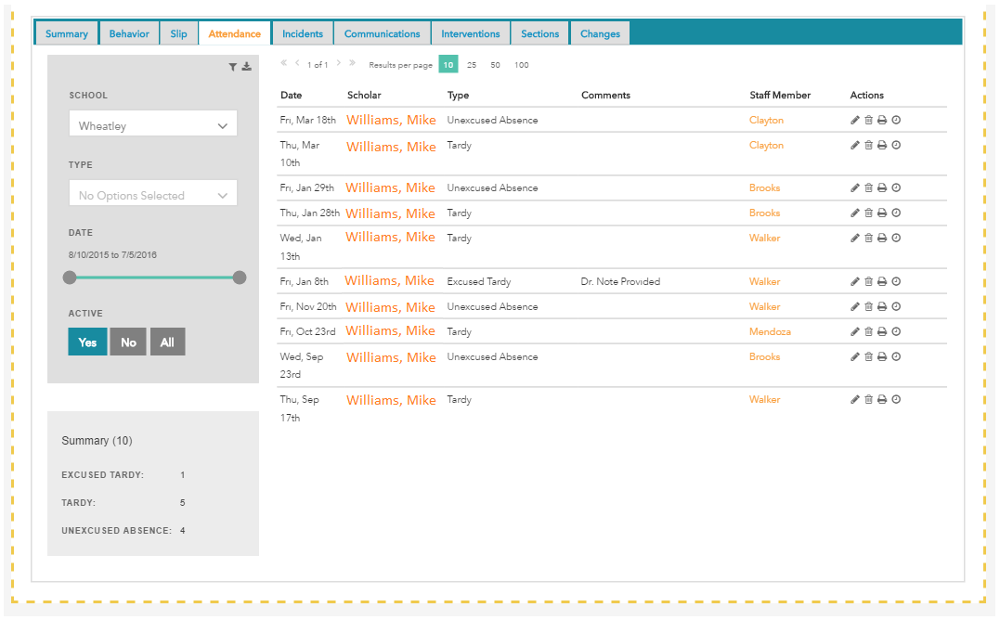 Summary Behavior Slip Attendance Incidents Communications Interventions Sections Changes
« < 1 of 1 > » Results per page 10 25 50 100
SCHOOL
Wheatley
TYPE
No Options Selected
DATE
8/10/2015 to 7/5/2016
ACTIVE
Yes No All
Summary (10)
EXCUSED TARDY: 1
TARDY: 5
UNEXCUSED ABSENCE: 4
Date Scholar Type Comments Staff Member Actions
Fri, Mar 18th Williams, Mike Unexcused Absence Clayton
Thu, Mar Williams, Mike Tardy Clayton
10th
Fri, Jan 29th Williams, Mike Unexcused Absence Brooks
Thu, Jan 28th Williams, Mike Tardy Brooks
Wed, Jan Williams, Mike Tardy Walker
13th
Fri, Jan 8th Williams, Mike Excused Tardy Dr. Note Provided Walker
Fri, Nov 20th Williams, Mike Unexcused Absence Walker
Fri, Oct 23rd Williams, Mike Tardy Mendoza
Wed, Sep Williams, Mike Unexcused Absence Brooks
23rd
Thu, Sep Williams, Mike Tardy Walker
17th